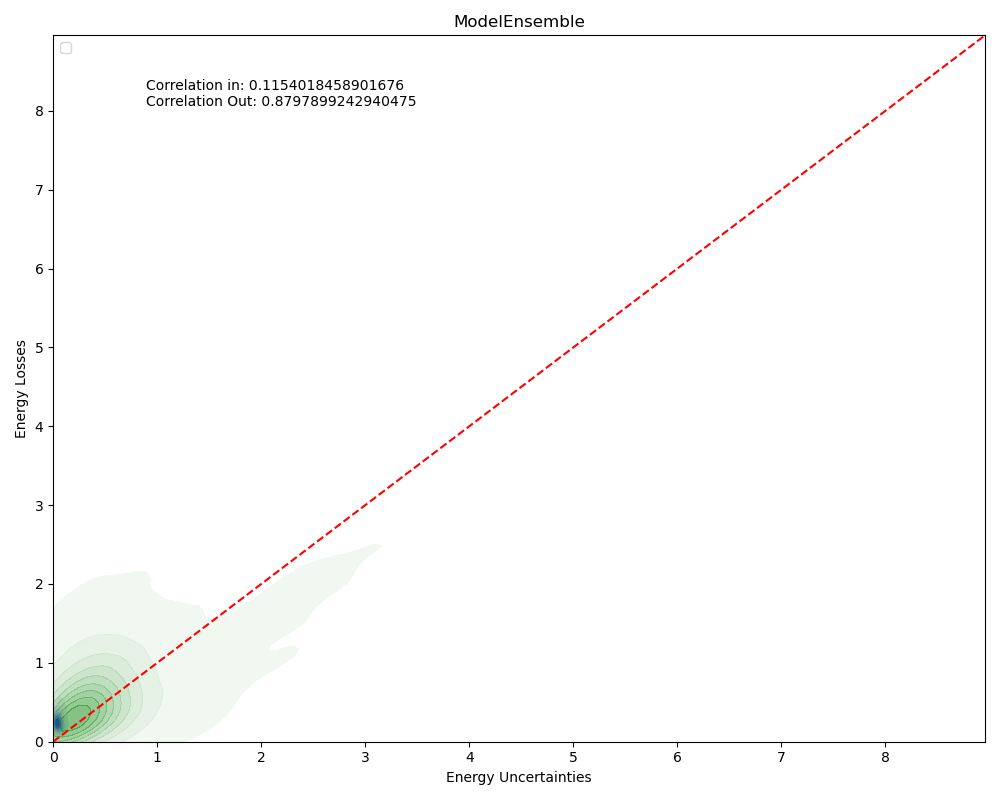 ModelEnsemble
Correlation in: 0.1154018458901676
Correlation Out: 0.8797899242940475
8
7
6
5
4
3
2
1
0
Energy Losses
0 1 2 3 4 5 6 7 8
Energy Uncertainties